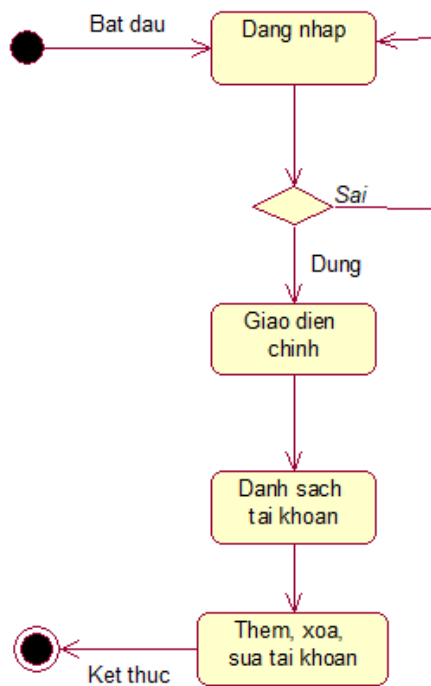 Bat dau
Dang nhap
Sai
Dung
Giao dien
chinh
Danh sach
tai khoan
Them, xoa,
sua tai khoan
Ket thuc